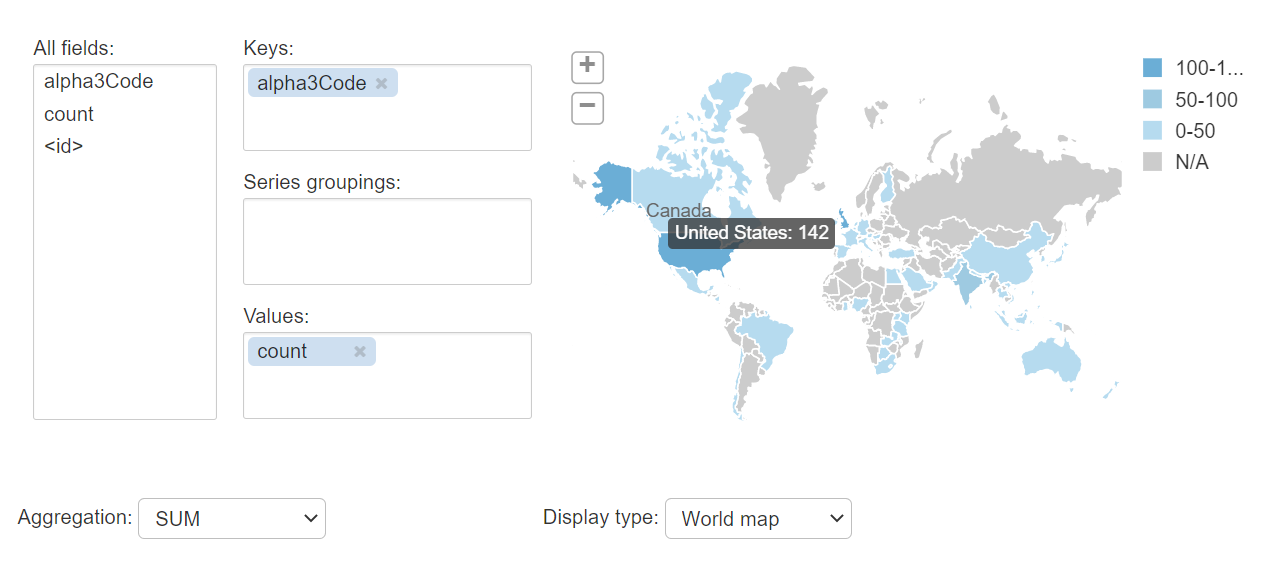 All fields:
alpha3Code
count
<id>
Keys:
alpha3Code ×
Series groupings:
Values:
count ×
+
−
Canada
United States: 142
100-1...
50-100
0-50
N/A
Aggregation: SUM
Display type: World map